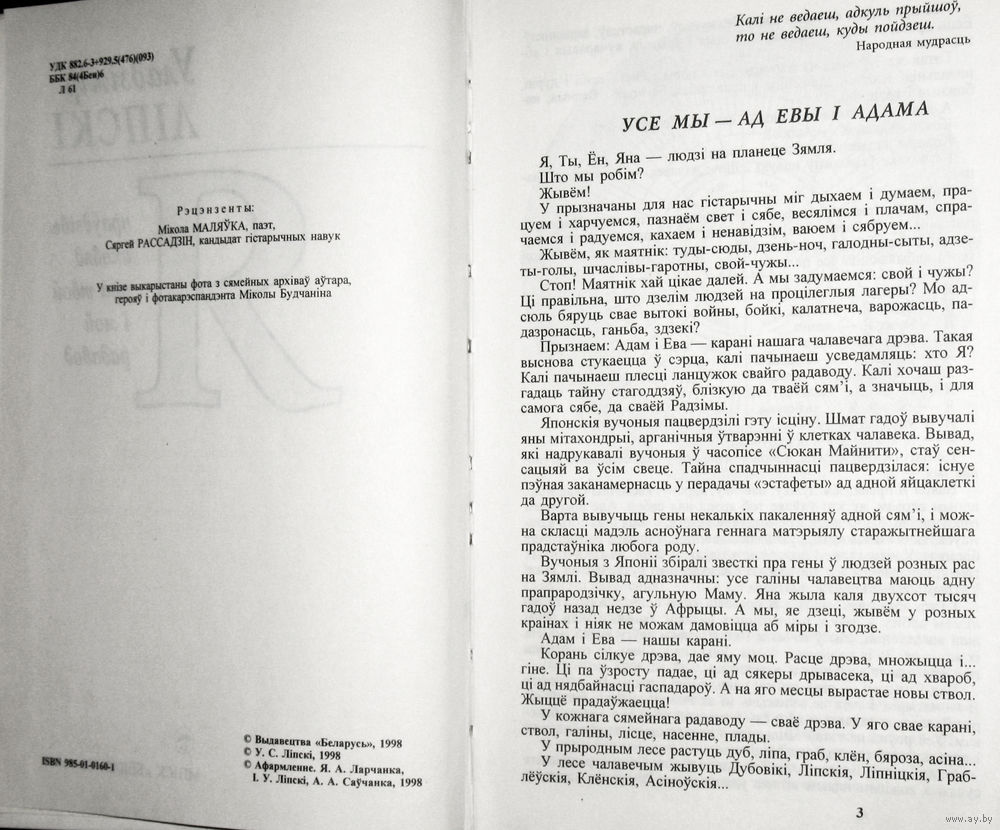 УДК 882.6-3+929.5(476)(093)
ББК 84(4Беи)6
Л 61
Рэцэнзенты:
Мікола МАЛЯЎКА, паэт,
Сяргей РАССАДЗІН, кандыдат гістарычных навук
У кнізе выкарыстаны фота з сямейных архіваў аўтара,
герояў і фотакарэспандэнта Міколы Будчаніна
ISBN 985-01-0160-1
© Выдавецтва «Беларусь», 1998
© У. С. Ліпскі, 1998
© Афармленне. Я. А. Ларчанка,
І. У. Ліпскі, А. А. Саўчанка, 1998
Калі не ведаеш, адкуль прыйшоў,
то не ведаеш, куды пойдзеш.
Народная мудрасць
УСЕ МЫ — АД ЕВЫ І АДАМА
Я, Ты, Ён, Яна — людзі на планеце Зямля.
Што мы робім?
Жывём!
У прызначаны для нас гістарычны міг дыхаем і думаем, пра-
цуем і харчуемся, пазнаём свет і сябе, весялімся і плачам, спра-
чаемся і радуемся, кахаем і ненавідзім, ваюем і сябруем...
Жывём, як маятнік: туды-сюды, дзень-ноч, галодны-сыты, адзе-
ты-голы, шчаслівы-гаротны, свой-чужы...
Стоп! Маятнік хай цікае далей. А мы задумаемся: свой і чужы?
Ці правільна, што дзелім людзей на процілеглыя лагеры? Мо ад-
сюль бяруць свае вытокі войны, бойкі, калатнеча, варожасць, па-
дазронасць, ганьба, здзекі?
Прызнаем: Адам і Ева — карані нашага чалавечага дрэва. Такая
выснова стукаецца ў сэрца, калі пачынаеш усведамляць: хто Я?
Калі пачынаеш плесці ланцужок свайго радаводу. Калі хочаш раз-
гадаць тайну стагоддзяў, блізкую да тваёй сям’і, а значыць, і для
самога сябе, да сваёй Радзімы.
Японскія вучоныя пацвердзілі гэту ісціну. Шмат гадоў вывучалі
яны мітахондрыі, арганічныя ўтварэнні ў клетках чалавека. Вывад,
які надрукавалі вучоныя ў часопісе «Сюкан Майнити», стаў сен-
сацыяй ва ўсім свеце. Тайна спадчыннасці пацвердзілася: існуе
пэўная заканамернасць у перадачы «эстафеты» ад адной яйцаклеткі
да другой.
Варта вывучыць гены некалькіх пакаленняў адной сям’і, і мож-
на скласці мадэль асноўнага геннага матэрыялу старажытнейшага
прадстаўніка любога роду.
Вучоныя з Японіі збіралі звесткі пра гены ў людзей розных рас
на Зямлі. Вывад адназначны: усе галіны чалавецтва маюць адну
прапрародзічку, агульную Маму. Яна жыла каля двухсот тысяч
гадоў назад недзе ў Афрыцы. А мы, яе дзеці, жывём у розных
краінах і ніяк не можам дамовіцца аб міры і згодзе.
Адам і Ева — нашы карані.
Корань сілкуе дрэва, дае яму моц. Расце дрэва, множыцца і...
гіне. Ці па ўзросту падае, ці ад сякеры дрывасека, ці ад хвароб,
ці ад нядбайнасці гаспадароў. А на яго месцы вырастае новы ствол.
Жыццё прадаўжаецца!
У кожнага сямейнага радаводу — сваё дрэва. У яго свае карані,
ствол, галіны, лісце, насенне, плады.
У прыродным лесе растуць дуб, ліпа, граб, клён, бяроза, асіна...
У лесе чалавечым жывуць Дубовікі, Ліпскія, Ліпніцкія, Граб-
лёўскія, Клёнскія, Асіноўскія...
3
www.ay.by